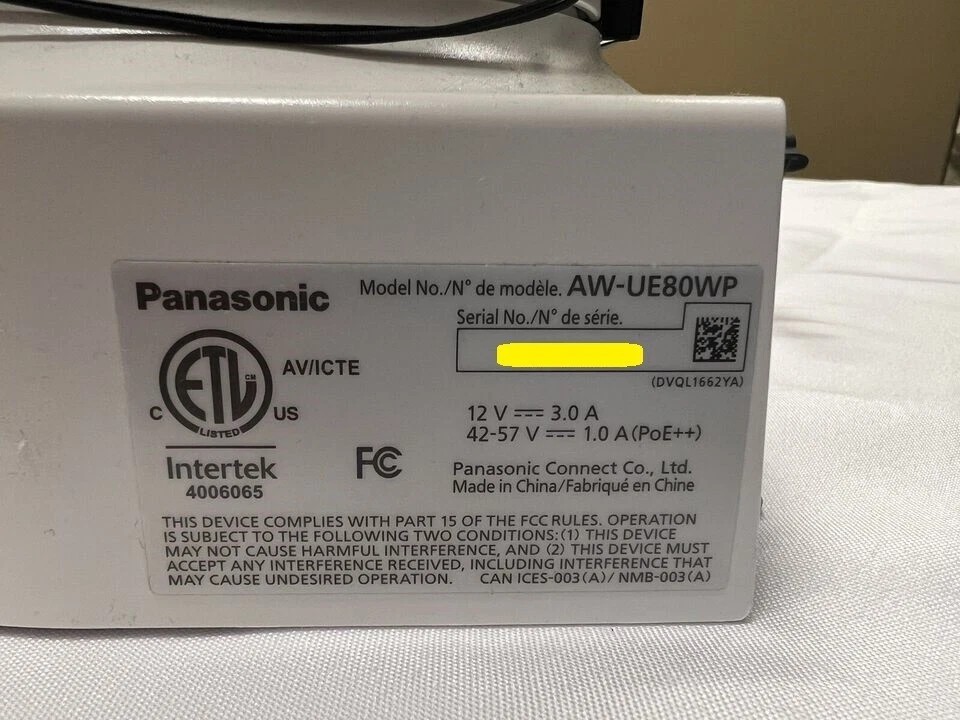 Panasonic
Model No./N° de modèle. AW-UE80WP
Serial No./N° de série.
(DVQL1662YA)
ETL CM
LISTED
C US
AV/ICTE
Intertek
4006065
FC
12 V ⎓ 3.0 A
42-57 V ⎓ 1.0 A(PoE++)
Panasonic Connect Co., Ltd.
Made in China/Fabriqué en Chine
THIS DEVICE COMPLIES WITH PART 15 OF THE FCC RULES. OPERATION
IS SUBJECT TO THE FOLLOWING TWO CONDITIONS:(1) THIS DEVICE
MAY NOT CAUSE HARMFUL INTERFERENCE, AND (2) THIS DEVICE MUST
ACCEPT ANY INTERFERENCE RECEIVED, INCLUDING INTERFERENCE THAT
MAY CAUSE UNDESIRED OPERATION. CAN ICES-003(A)/ NMB-003(A)